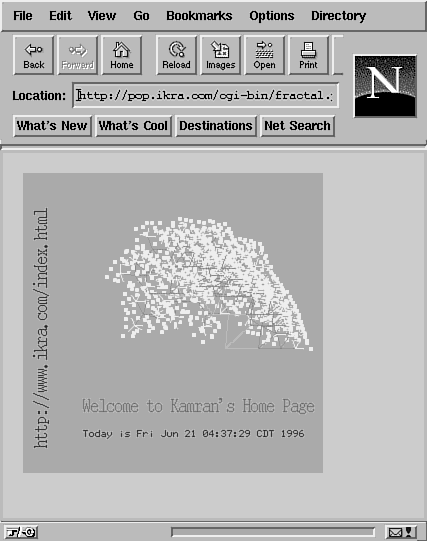 File Edit View Go Bookmarks Options Directory
Back Forward Home Reload Images Open Print
N
Location: http://pop.ikra.com/cgi-bin/fractal.
What's New What's Cool Destinations Net Search
http://www.ikra.com/index.html
Welcome to Kamran's Home Page
Today is Fri Jun 21 04:37:29 CDT 1996